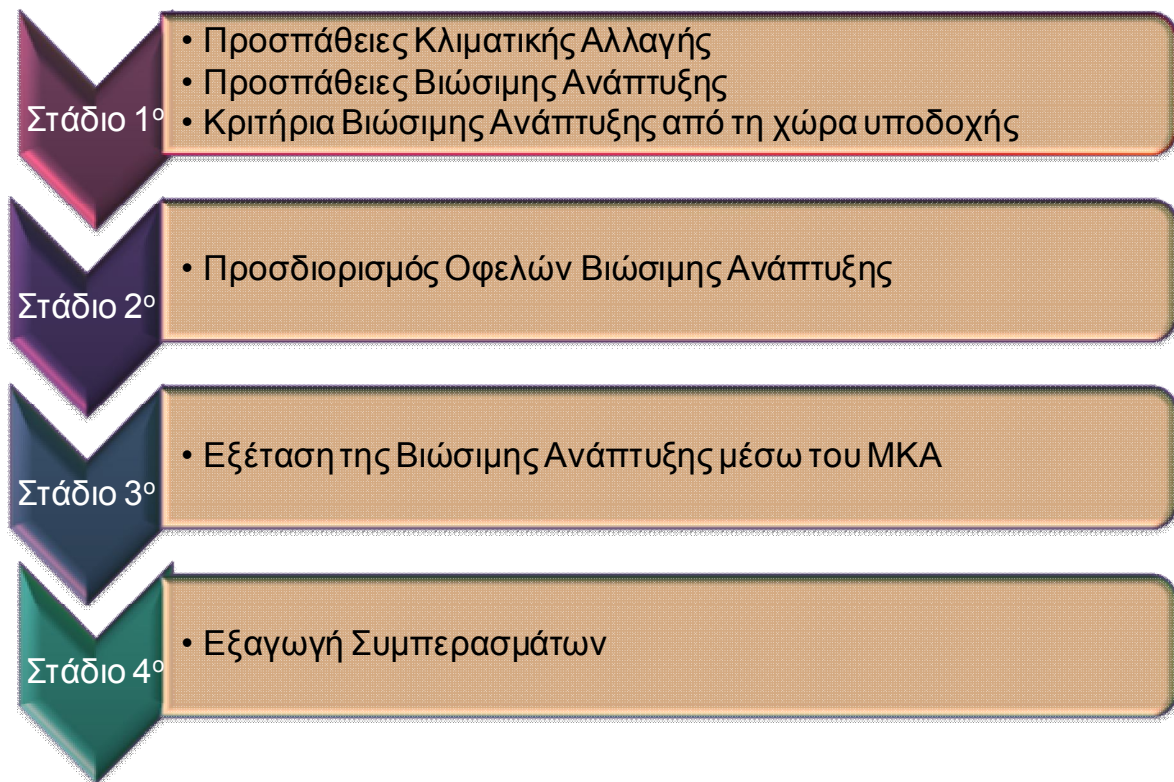 Στάδιο 1ο
• Προσπάθειες Κλιματικής Αλλαγής
• Προσπάθειες Βιώσιμης Ανάπτυξης
• Κριτήρια Βιώσιμης Ανάπτυξης από τη χώρα υποδοχής
Στάδιο 2ο
• Προσδιορισμός Οφελών Βιώσιμης Ανάπτυξης
Στάδιο 3ο
• Εξέταση της Βιώσιμης Ανάπτυξης μέσω του ΜΚΑ
Στάδιο 4ο
• Εξαγωγή Συμπερασμάτων